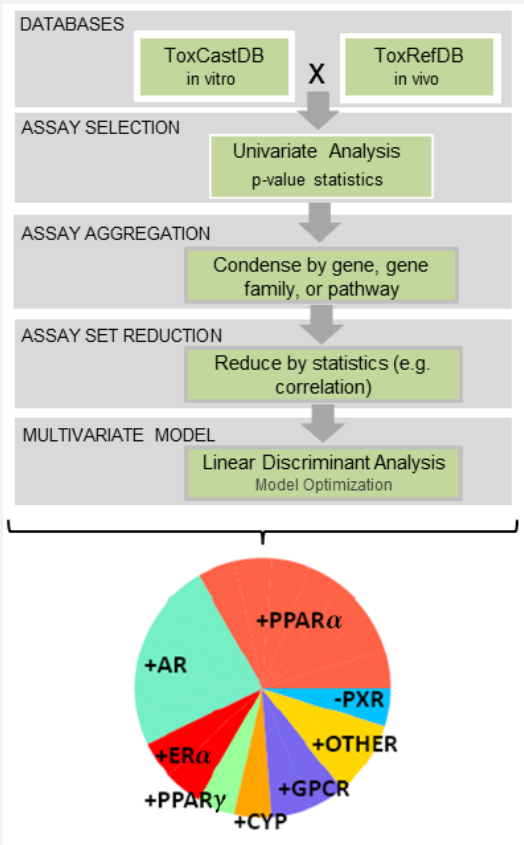 DATABASES
ToxCastDB
in vitro
X
ToxRefDB
in vivo
ASSAY SELECTION
Univariate Analysis
p-value statistics
ASSAY AGGREGATION
Condense by gene, gene
family, or pathway
ASSAY SET REDUCTION
Reduce by statistics (e.g.
correlation)
MULTIVARIATE MODEL
Linear Discriminant Analysis
Model Optimization
+PPARα
+AR
-PXR
+OTHER
+ERα
+GPCR
+PPARγ
+CYP